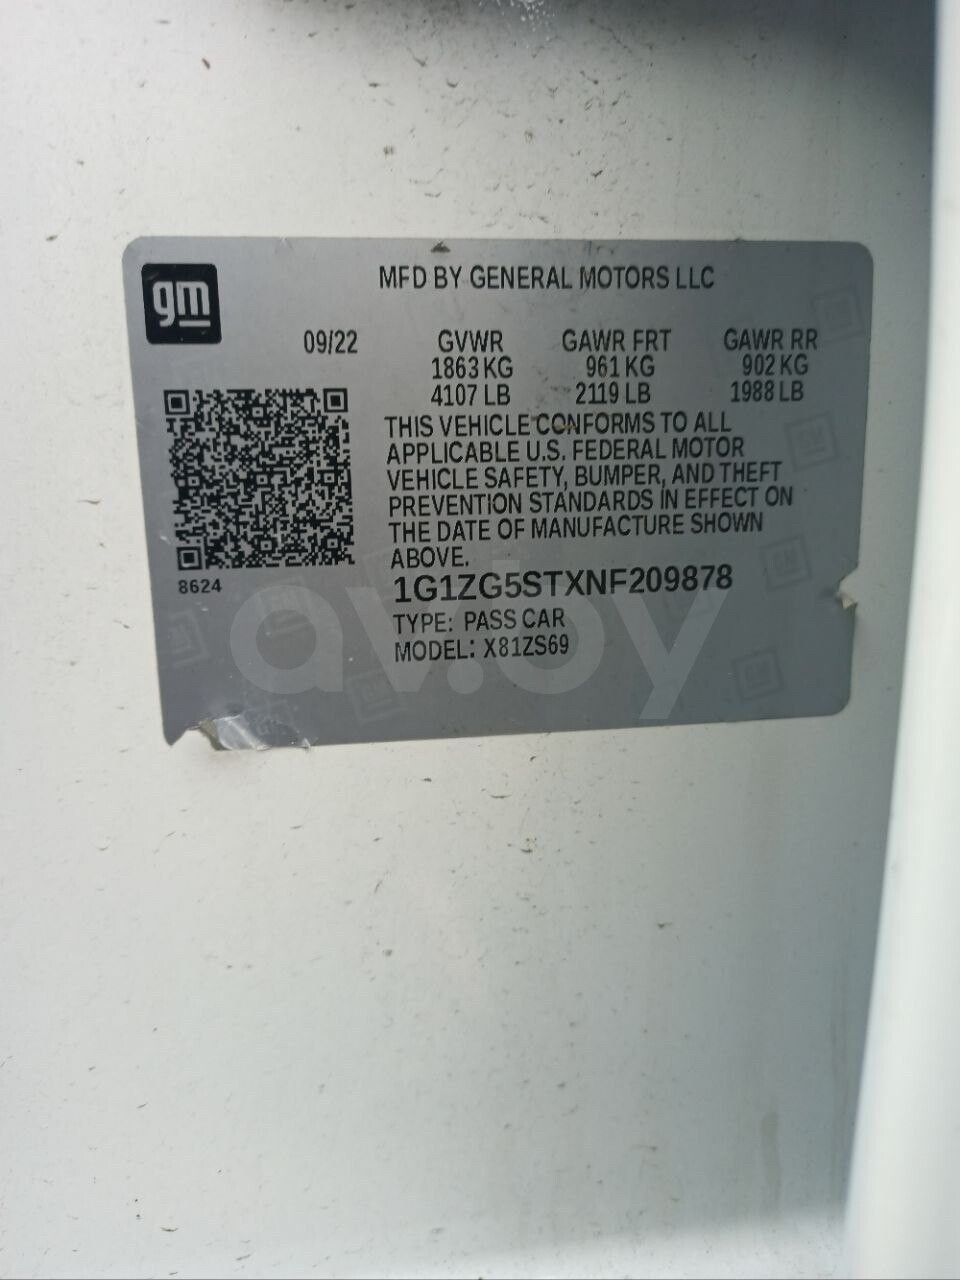 gm
MFD BY GENERAL MOTORS LLC
09/22 GVWR GAWR FRT GAWR RR
1863 KG 961 KG 902 KG
4107 LB 2119 LB 1988 LB
THIS VEHICLE CONFORMS TO ALL
APPLICABLE U.S. FEDERAL MOTOR
VEHICLE SAFETY, BUMPER, AND THEFT
PREVENTION STANDARDS IN EFFECT ON
THE DATE OF MANUFACTURE SHOWN
ABOVE.
8624
1G1ZG5STXNF209878
TYPE: PASS CAR
MODEL: X81ZS69
av.by